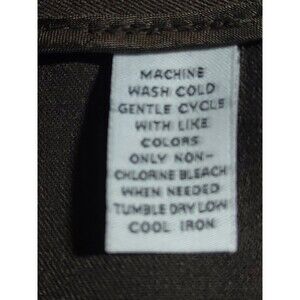 MACHINE
WASH COLD
GENTLE CYCLE
WITH LIKE
COLORS
ONLY NON-
CHLORINE BLEACH
WHEN NEEDED
TUMBLE DRY LOW
COOL IRON